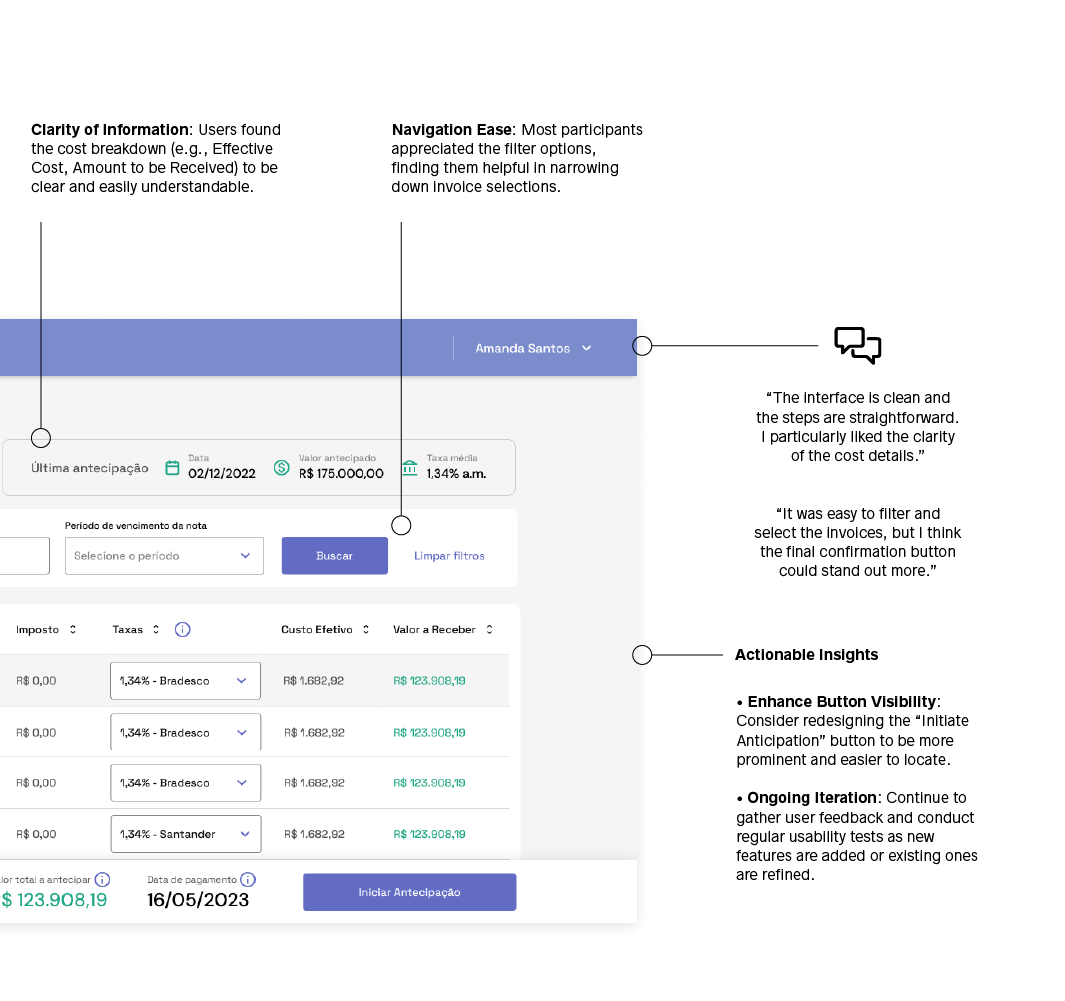 Clarity of Information: Users found
the cost breakdown (e.g., Effective
Cost, Amount to be Received) to be
clear and easily understandable.
Navigation Ease: Most participants
appreciated the filter options,
finding them helpful in narrowing
down invoice selections.
Amanda Santos
Última antecipação
Data
02/12/2022
Valor antecipado
R$ 175.000,00
Taxa média
1,34% a.m.
Período de vencimento da nota
Selecione o período
Buscar
Limpar filtros
Imposto Taxas Custo Efetivo Valor a Receber
R$ 0,00 1,34% - Bradesco R$ 1.682,92 R$ 123.908,19
R$ 0,00 1,34% - Bradesco R$ 1.682,92 R$ 123.908,19
R$ 0,00 1,34% - Bradesco R$ 1.682,92 R$ 123.908,19
R$ 0,00 1,34% - Santander R$ 1.682,92 R$ 123.908,19
lor total a antecipar
$ 123.908,19
Data de pagamento
16/05/2023
Iniciar Antecipação
“The interface is clean and
the steps are straightforward.
I particularly liked the clarity
of the cost details.”
“It was easy to filter and
select the invoices, but I think
the final confirmation button
could stand out more.”
Actionable Insights
• Enhance Button Visibility:
Consider redesigning the “Initiate
Anticipation” button to be more
prominent and easier to locate.
• Ongoing Iteration: Continue to
gather user feedback and conduct
regular usability tests as new
features are added or existing ones
are refined.